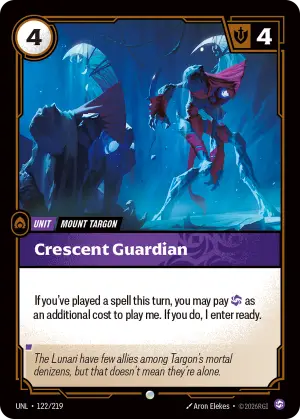 4
4
UNIT MOUNT TARGON
Crescent Guardian
If you've played a spell this turn, you may pay as
an additional cost to play me. If you do, I enter ready.
The Lunari have few allies among Targon's mortal
denizens, but that doesn't mean they're alone.
UNL • 122/219 Aron Elekes • ©2026RGI